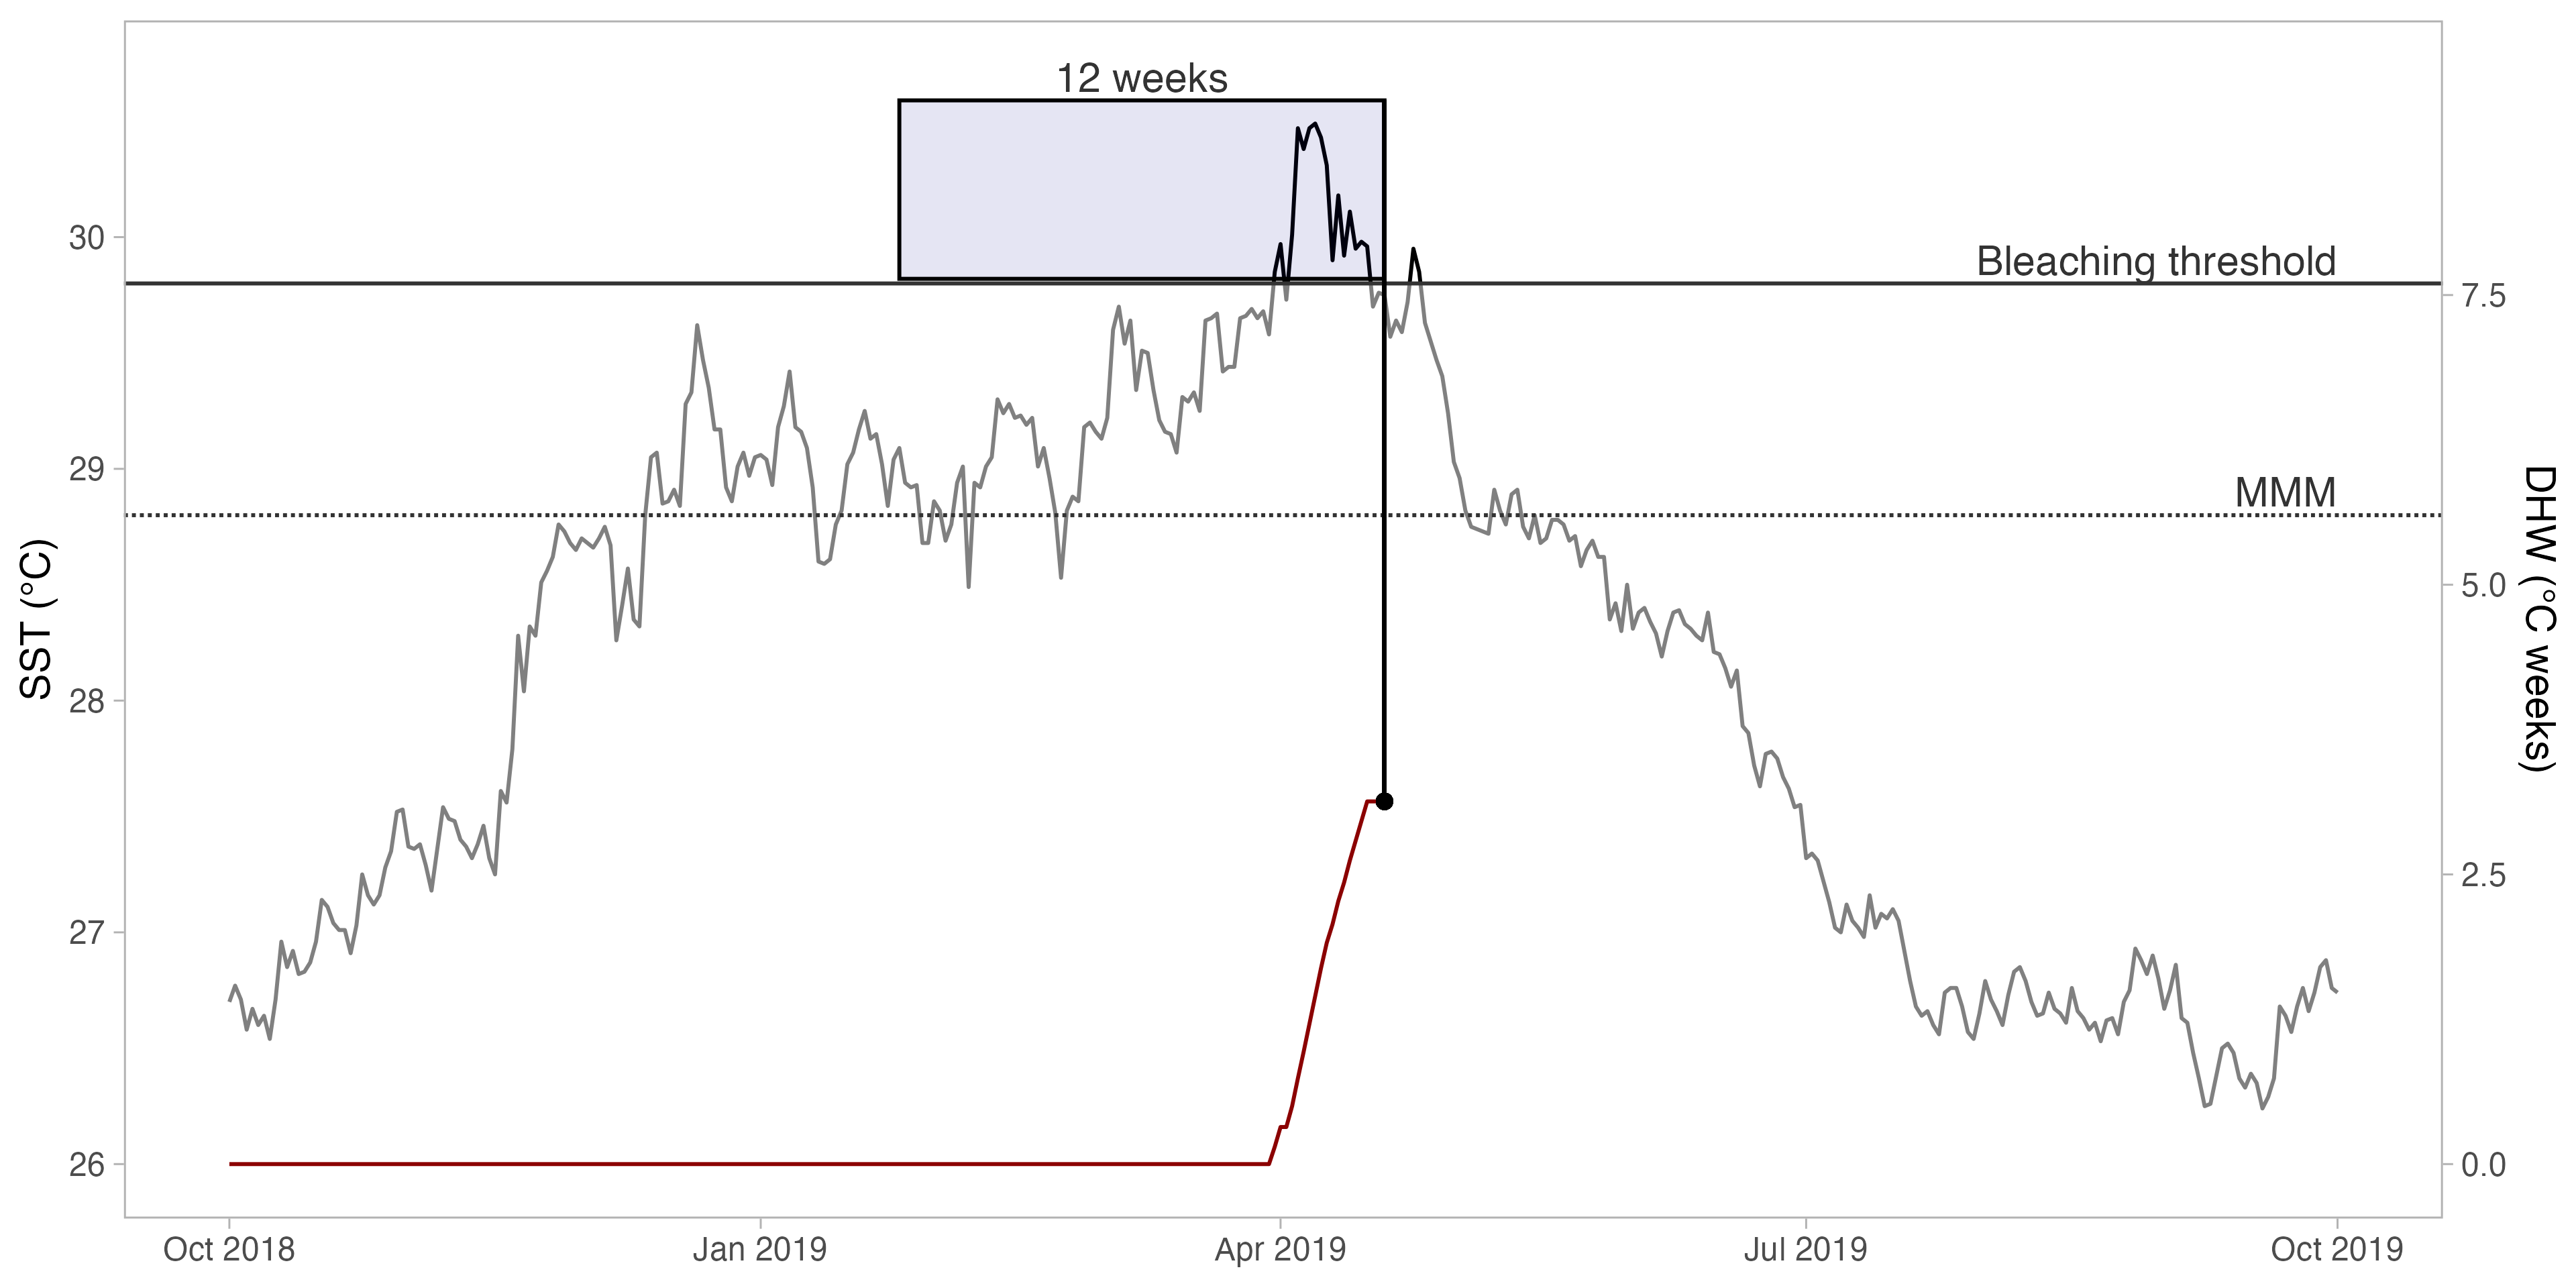 12 weeks
30
Bleaching threshold
7.5
29
MMM
SST (°C)
DHW (°C weeks)
5.0
28
27
2.5
26
0.0
Oct 2018
Jan 2019
Apr 2019
Jul 2019
Oct 2019